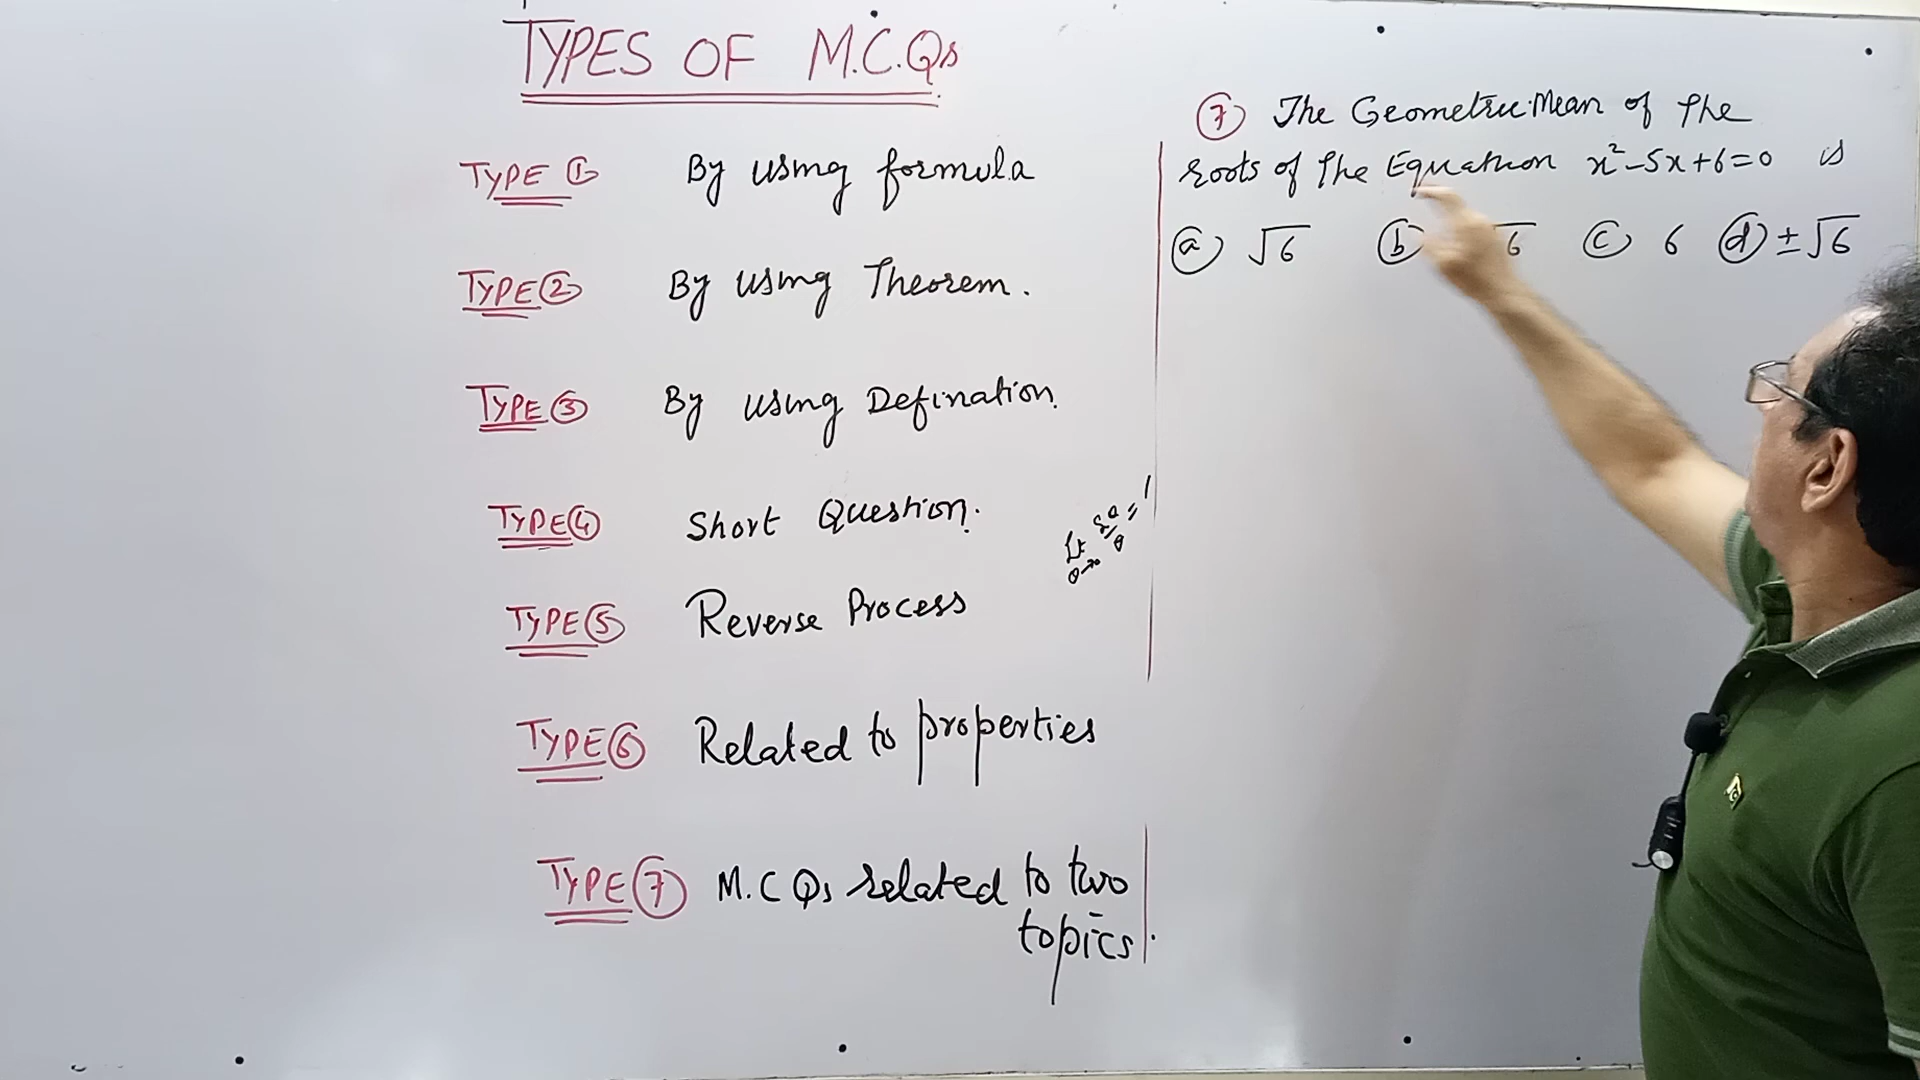 TYPES OF M.C.Qs
TYPE ① By using formula
TYPE ② By using Theorem.
TYPE ③ By using Defination.
TYPE ④ Short Question.
TYPE ⑤ Reverse Process
TYPE ⑥ Related to properties
TYPE ⑦ M.C Qs related to two
topics.
⑦ The Geometric Mean of the
roots of the Equation x²-5x+6=0 is
ⓐ √6 ⓑ 6 ⓒ 6 ⓓ ±√6